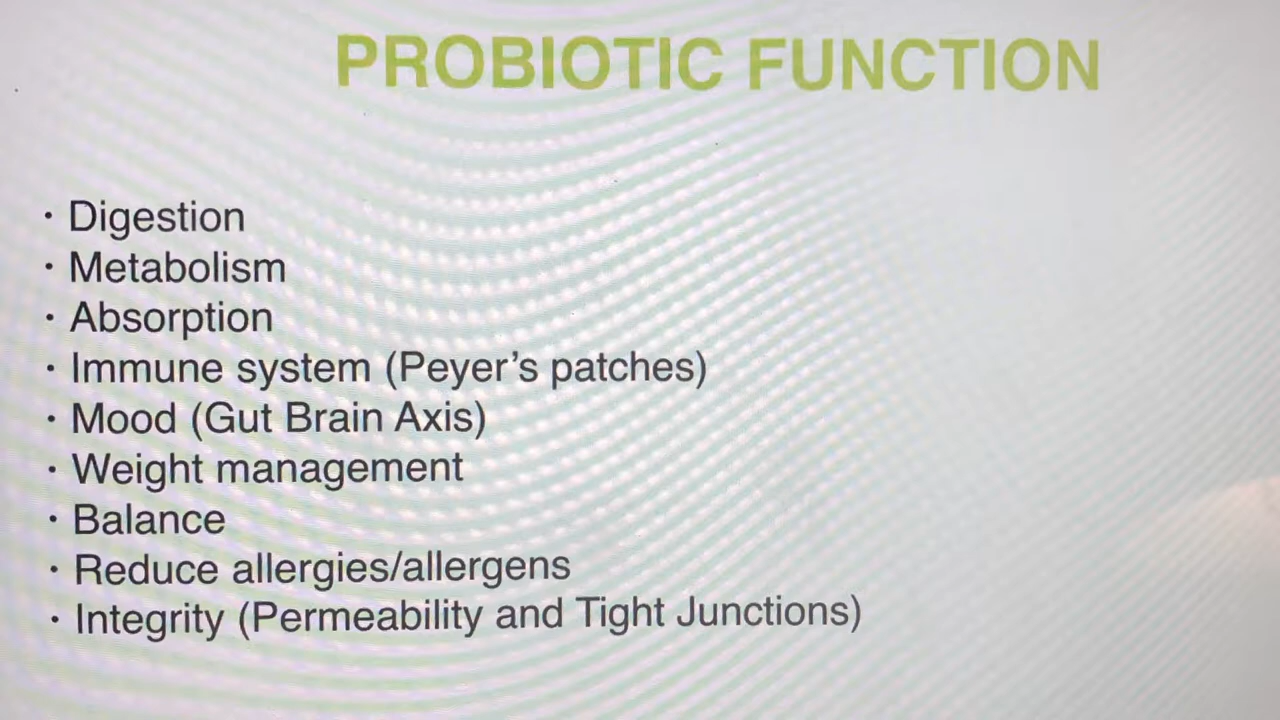 PROBIOTIC FUNCTION
· Digestion
· Metabolism
· Absorption
· Immune system (Peyer’s patches)
· Mood (Gut Brain Axis)
· Weight management
· Balance
· Reduce allergies/allergens
· Integrity (Permeability and Tight Junctions)